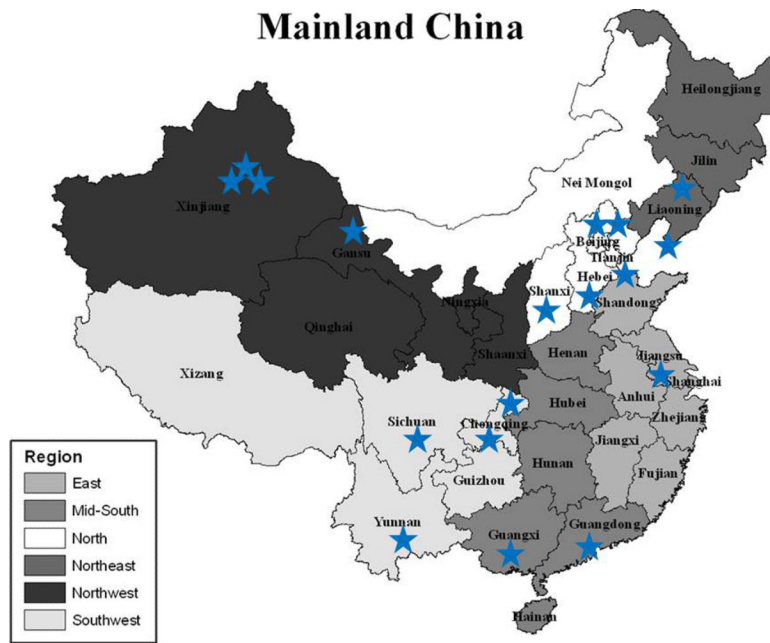 Mainland China
Heilongjiang
Jilin
Nei Mongol
Liaoning
Xinjiang
Beijing
Gansu
Tianjin
Hebei
Shanxi
Shandong
Ningxia
Qinghai
Shaanxi
Henan
Jiangsu
Xizang
Shanghai
Anhui
Hubei
Zhejiang
Sichuan
Chongqing
Jiangxi
Hunan
Guizhou
Fujian
Yunnan
Guangxi
Guangdong
Hainan
Region
East
Mid-South
North
Northeast
Northwest
Southwest